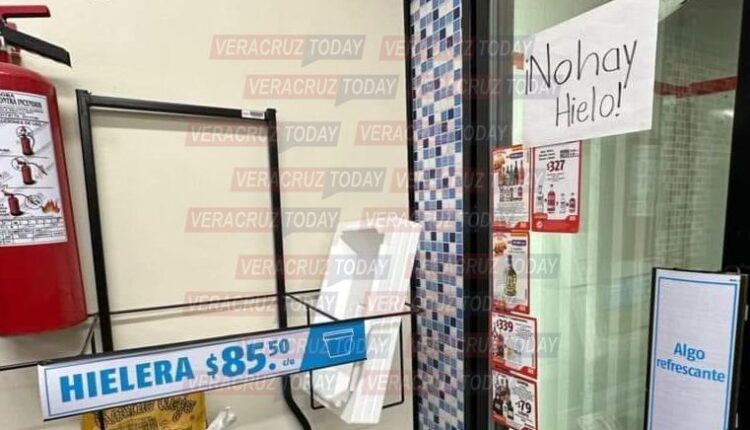 VERACRUZ TODAY
¡No hay
Hielo!
$327
$339
$79
HIELERA $85.50 c/u
Algo
refrescante